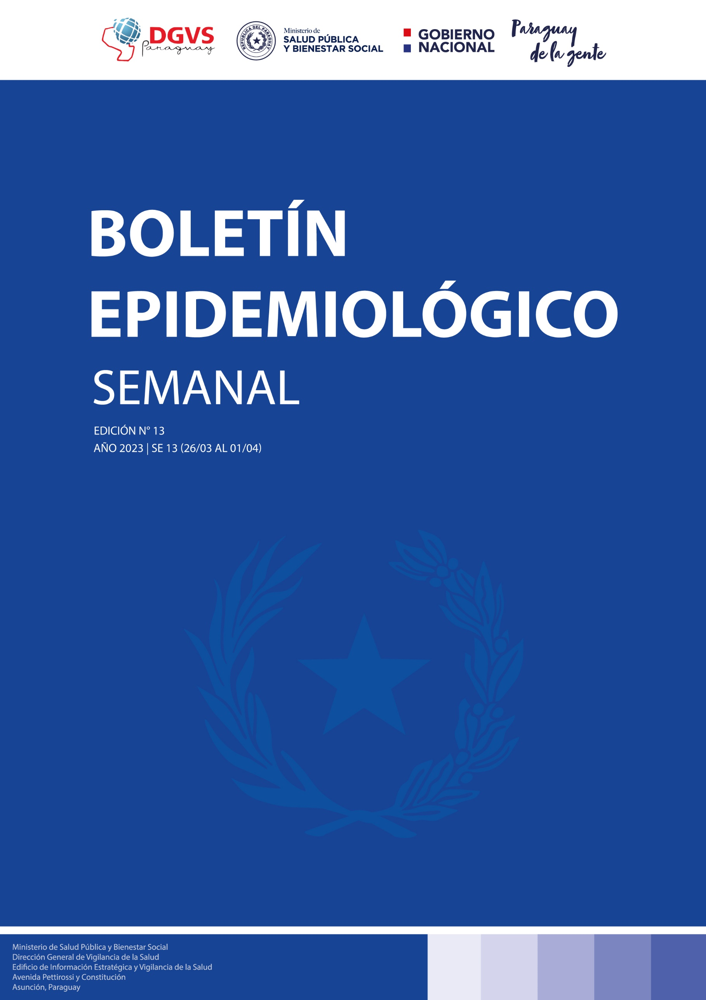 DGVS
Paraguay
REPUBLICA DEL PARAGUAY
Ministerio de
SALUD PÚBLICA
Y BIENESTAR SOCIAL
GOBIERNO
NACIONAL
Paraguay
de la gente
BOLETÍN
EPIDEMIOLÓGICO
SEMANAL
EDICIÓN N° 13
AÑO 2023 | SE 13 (26/03 AL 01/04)
Ministerio de Salud Pública y Bienestar Social
Dirección General de Vigilancia de la Salud
Edificio de Información Estratégica y Vigilancia de la Salud
Avenida Pettirossi y Constitución
Asunción, Paraguay